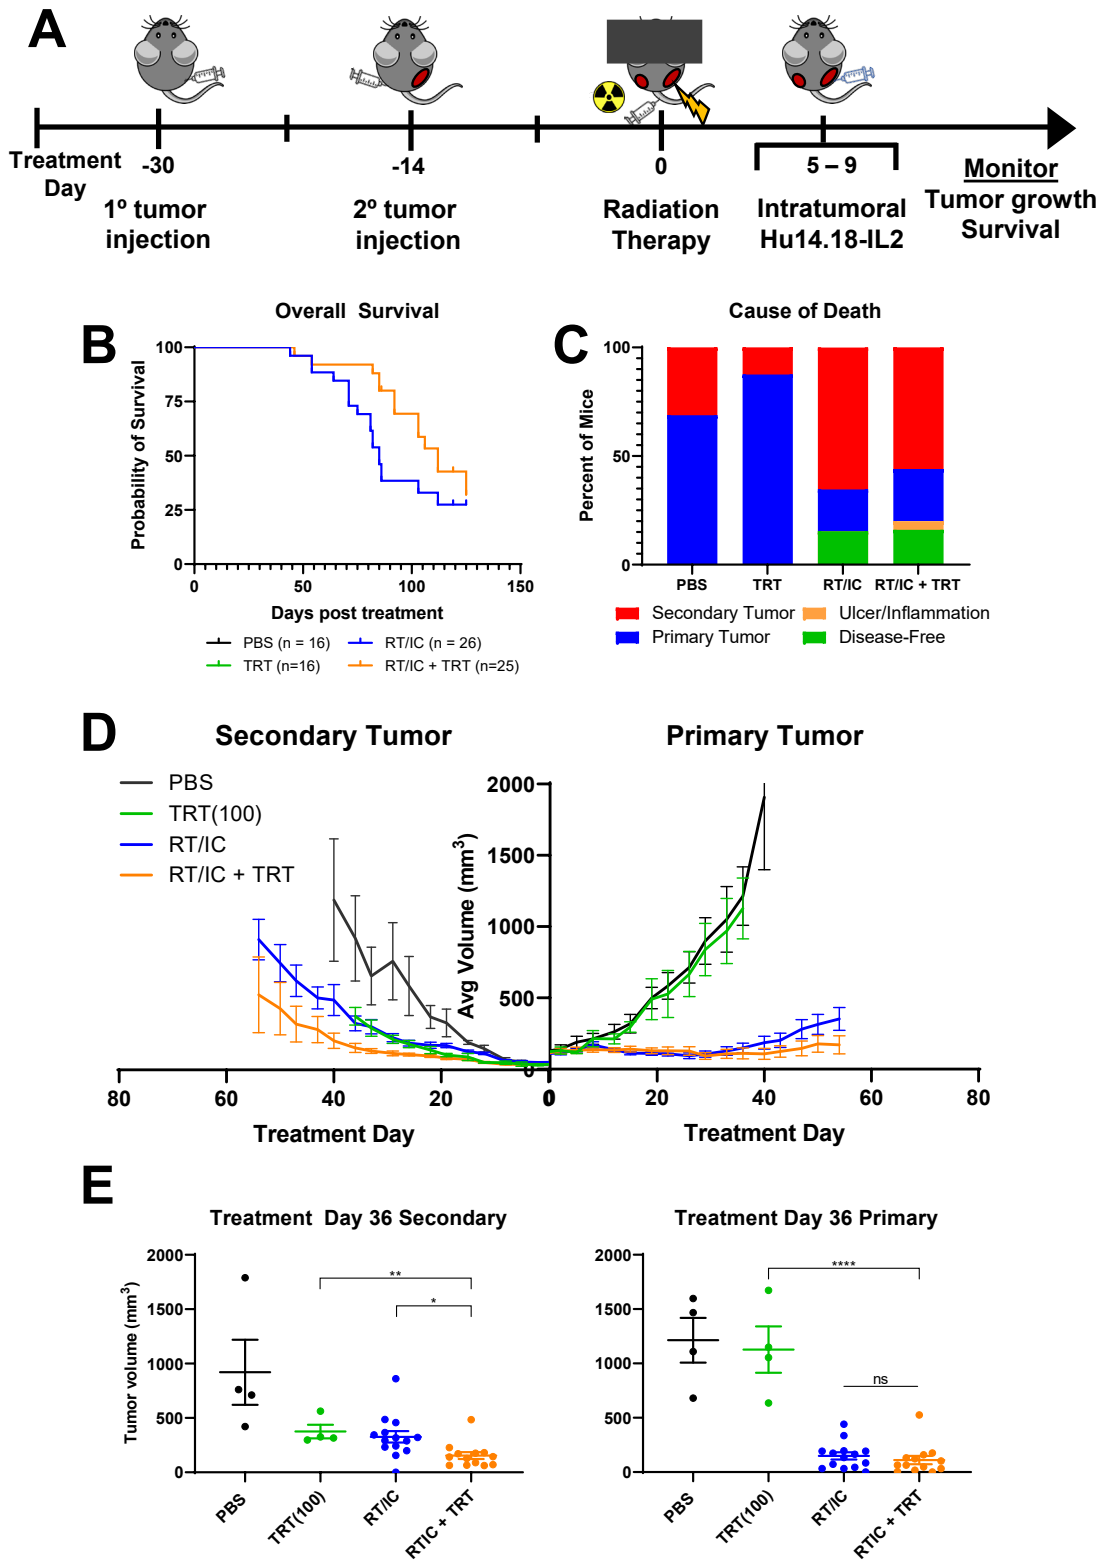 A
Treatment
Day
-30
-14
0
5 – 9
1º tumor
injection
2º tumor
injection
Radiation
Therapy
Intratumoral
Hu14.18-IL2
Monitor
Tumor growth
Survival
B
Overall Survival
Probability of Survival
100
75
50
25
0
0
50
100
150
Days post treatment
PBS (n = 16)
RT/IC (n = 26)
TRT (n=16)
RT/IC + TRT (n=25)
C
Cause of Death
Percent of Mice
100
50
0
PBS
TRT
RT/IC
RT/IC + TRT
Secondary Tumor
Ulcer/Inflammation
Primary Tumor
Disease-Free
D
Secondary Tumor
Primary Tumor
PBS
TRT(100)
RT/IC
RT/IC + TRT
Avg Volume (mm³)
2000
1500
1000
500
0
80
60
40
20
0
20
40
60
80
Treatment Day
Treatment Day
E
Treatment Day 36 Secondary
Tumor volume (mm³)
2000
1500
1000
500
0
**
*
PBS
TRT(100)
RT/IC
RTIC + TRT
Treatment Day 36 Primary
2000
1500
1000
500
0
****
ns
PBS
TRT(100)
RT/IC
RTIC + TRT